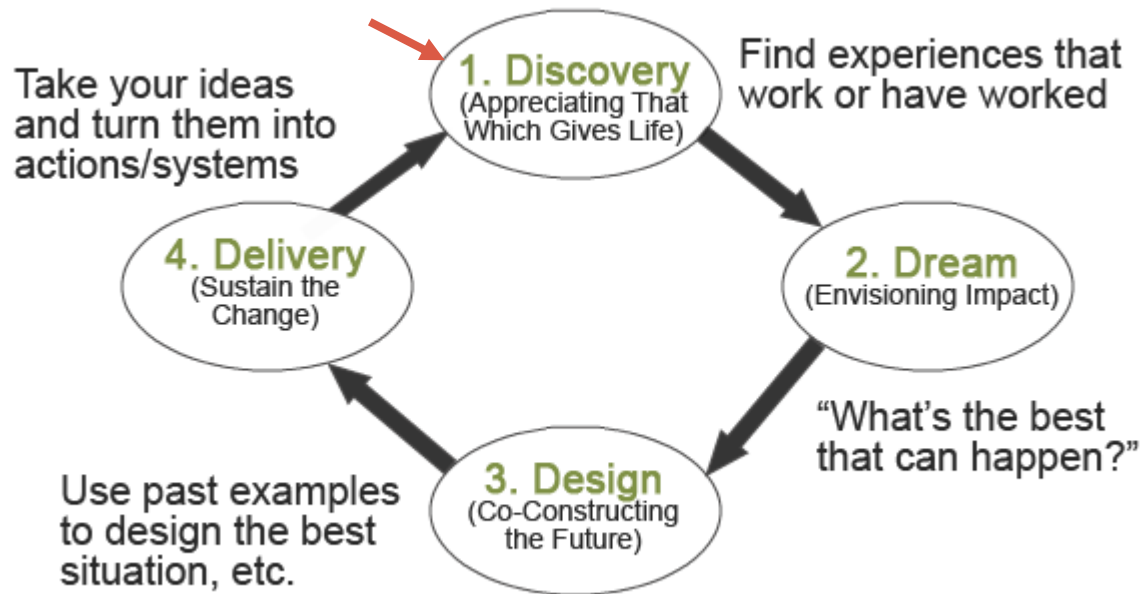 1. Discovery
(Appreciating That
Which Gives Life)
Find experiences that
work or have worked
2. Dream
(Envisioning Impact)
“What’s the best
that can happen?”
3. Design
(Co-Constructing
the Future)
Use past examples
to design the best
situation, etc.
4. Delivery
(Sustain the
Change)
Take your ideas
and turn them into
actions/systems